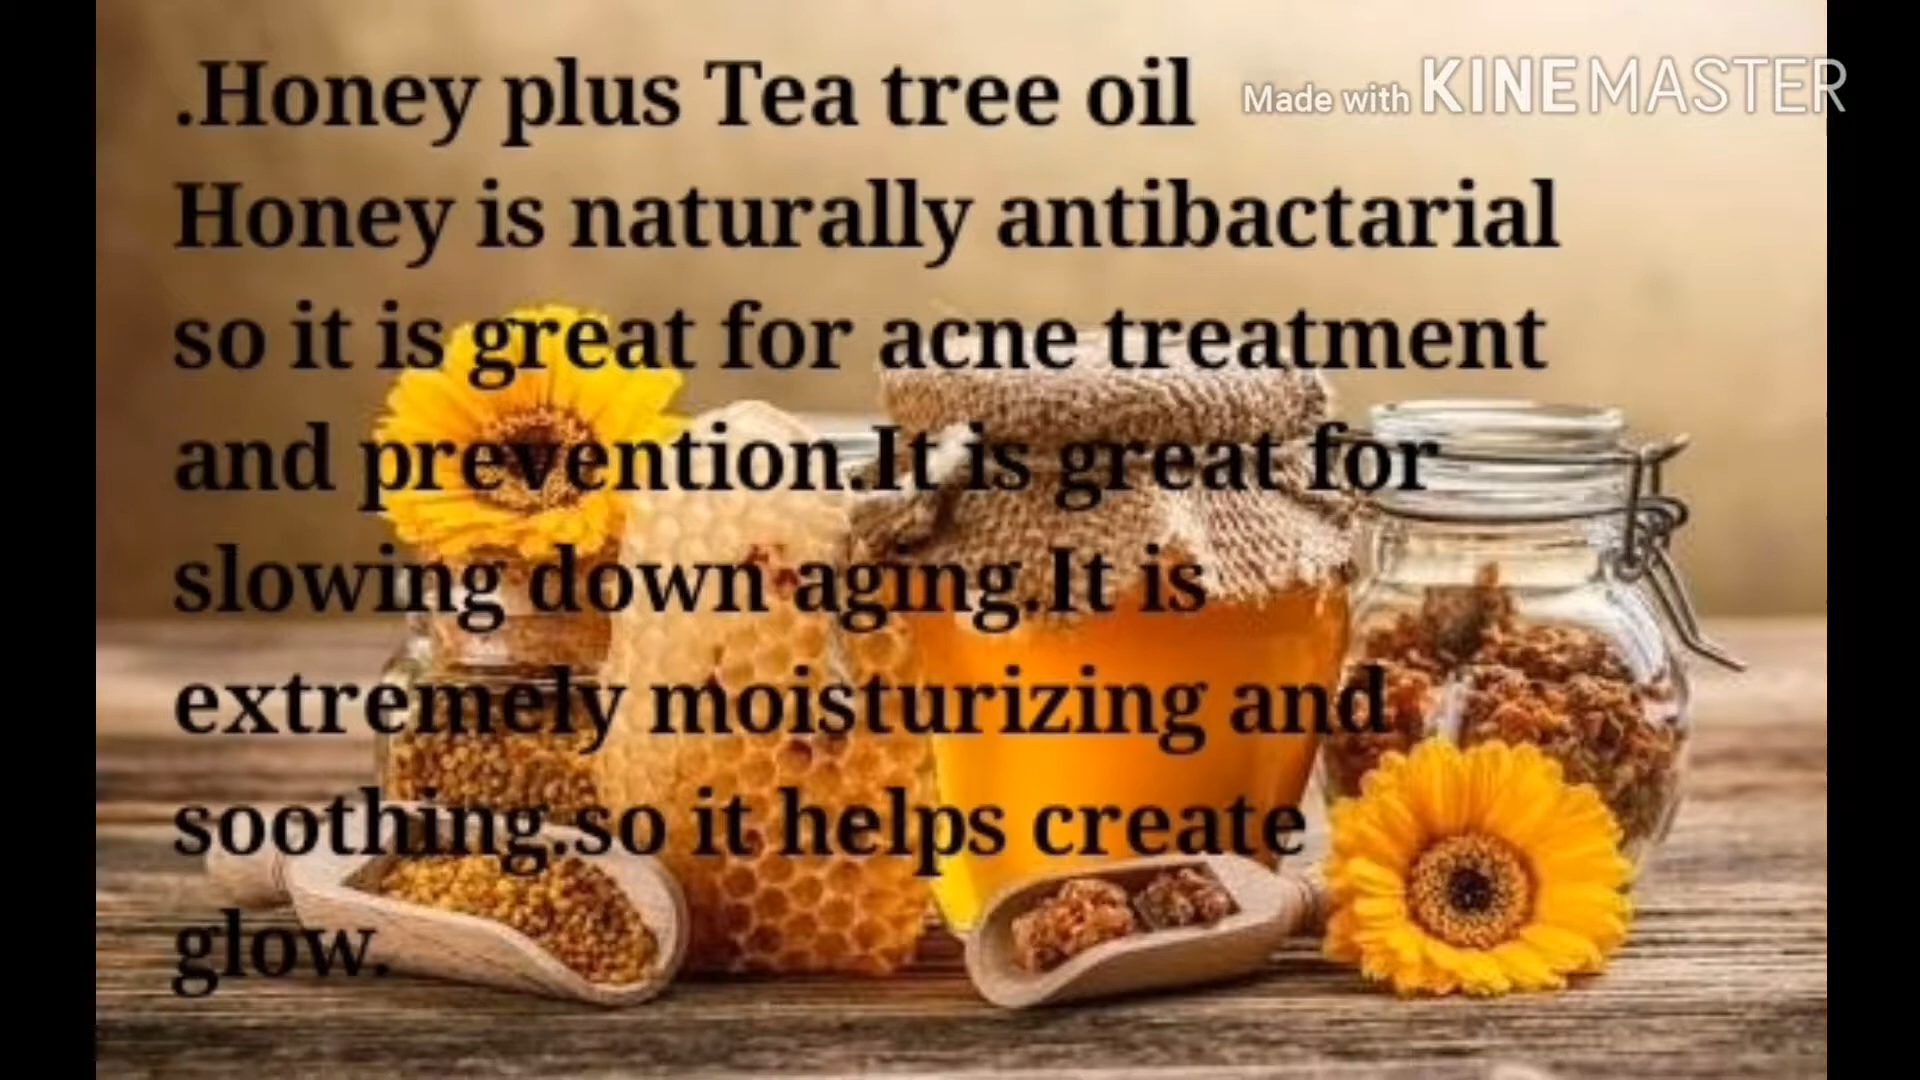 .Honey plus Tea tree oil
Made with KINEMASTER
Honey is naturally antibactarial
so it is great for acne treatment
and prevention.It is great for
slowing down aging.It is
extremely moisturizing and
soothing.so it helps create
glow.